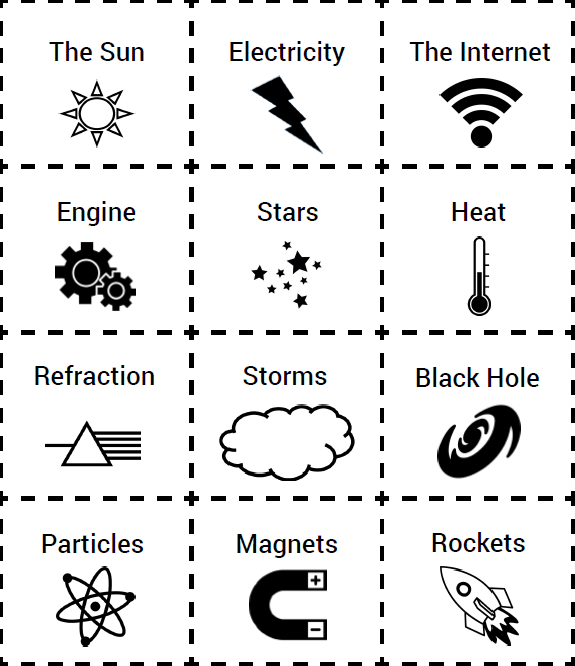 The Sun
Electricity
The Internet
Engine
Stars
Heat
Refraction
Storms
Black Hole
Particles
Magnets
+
−
Rockets